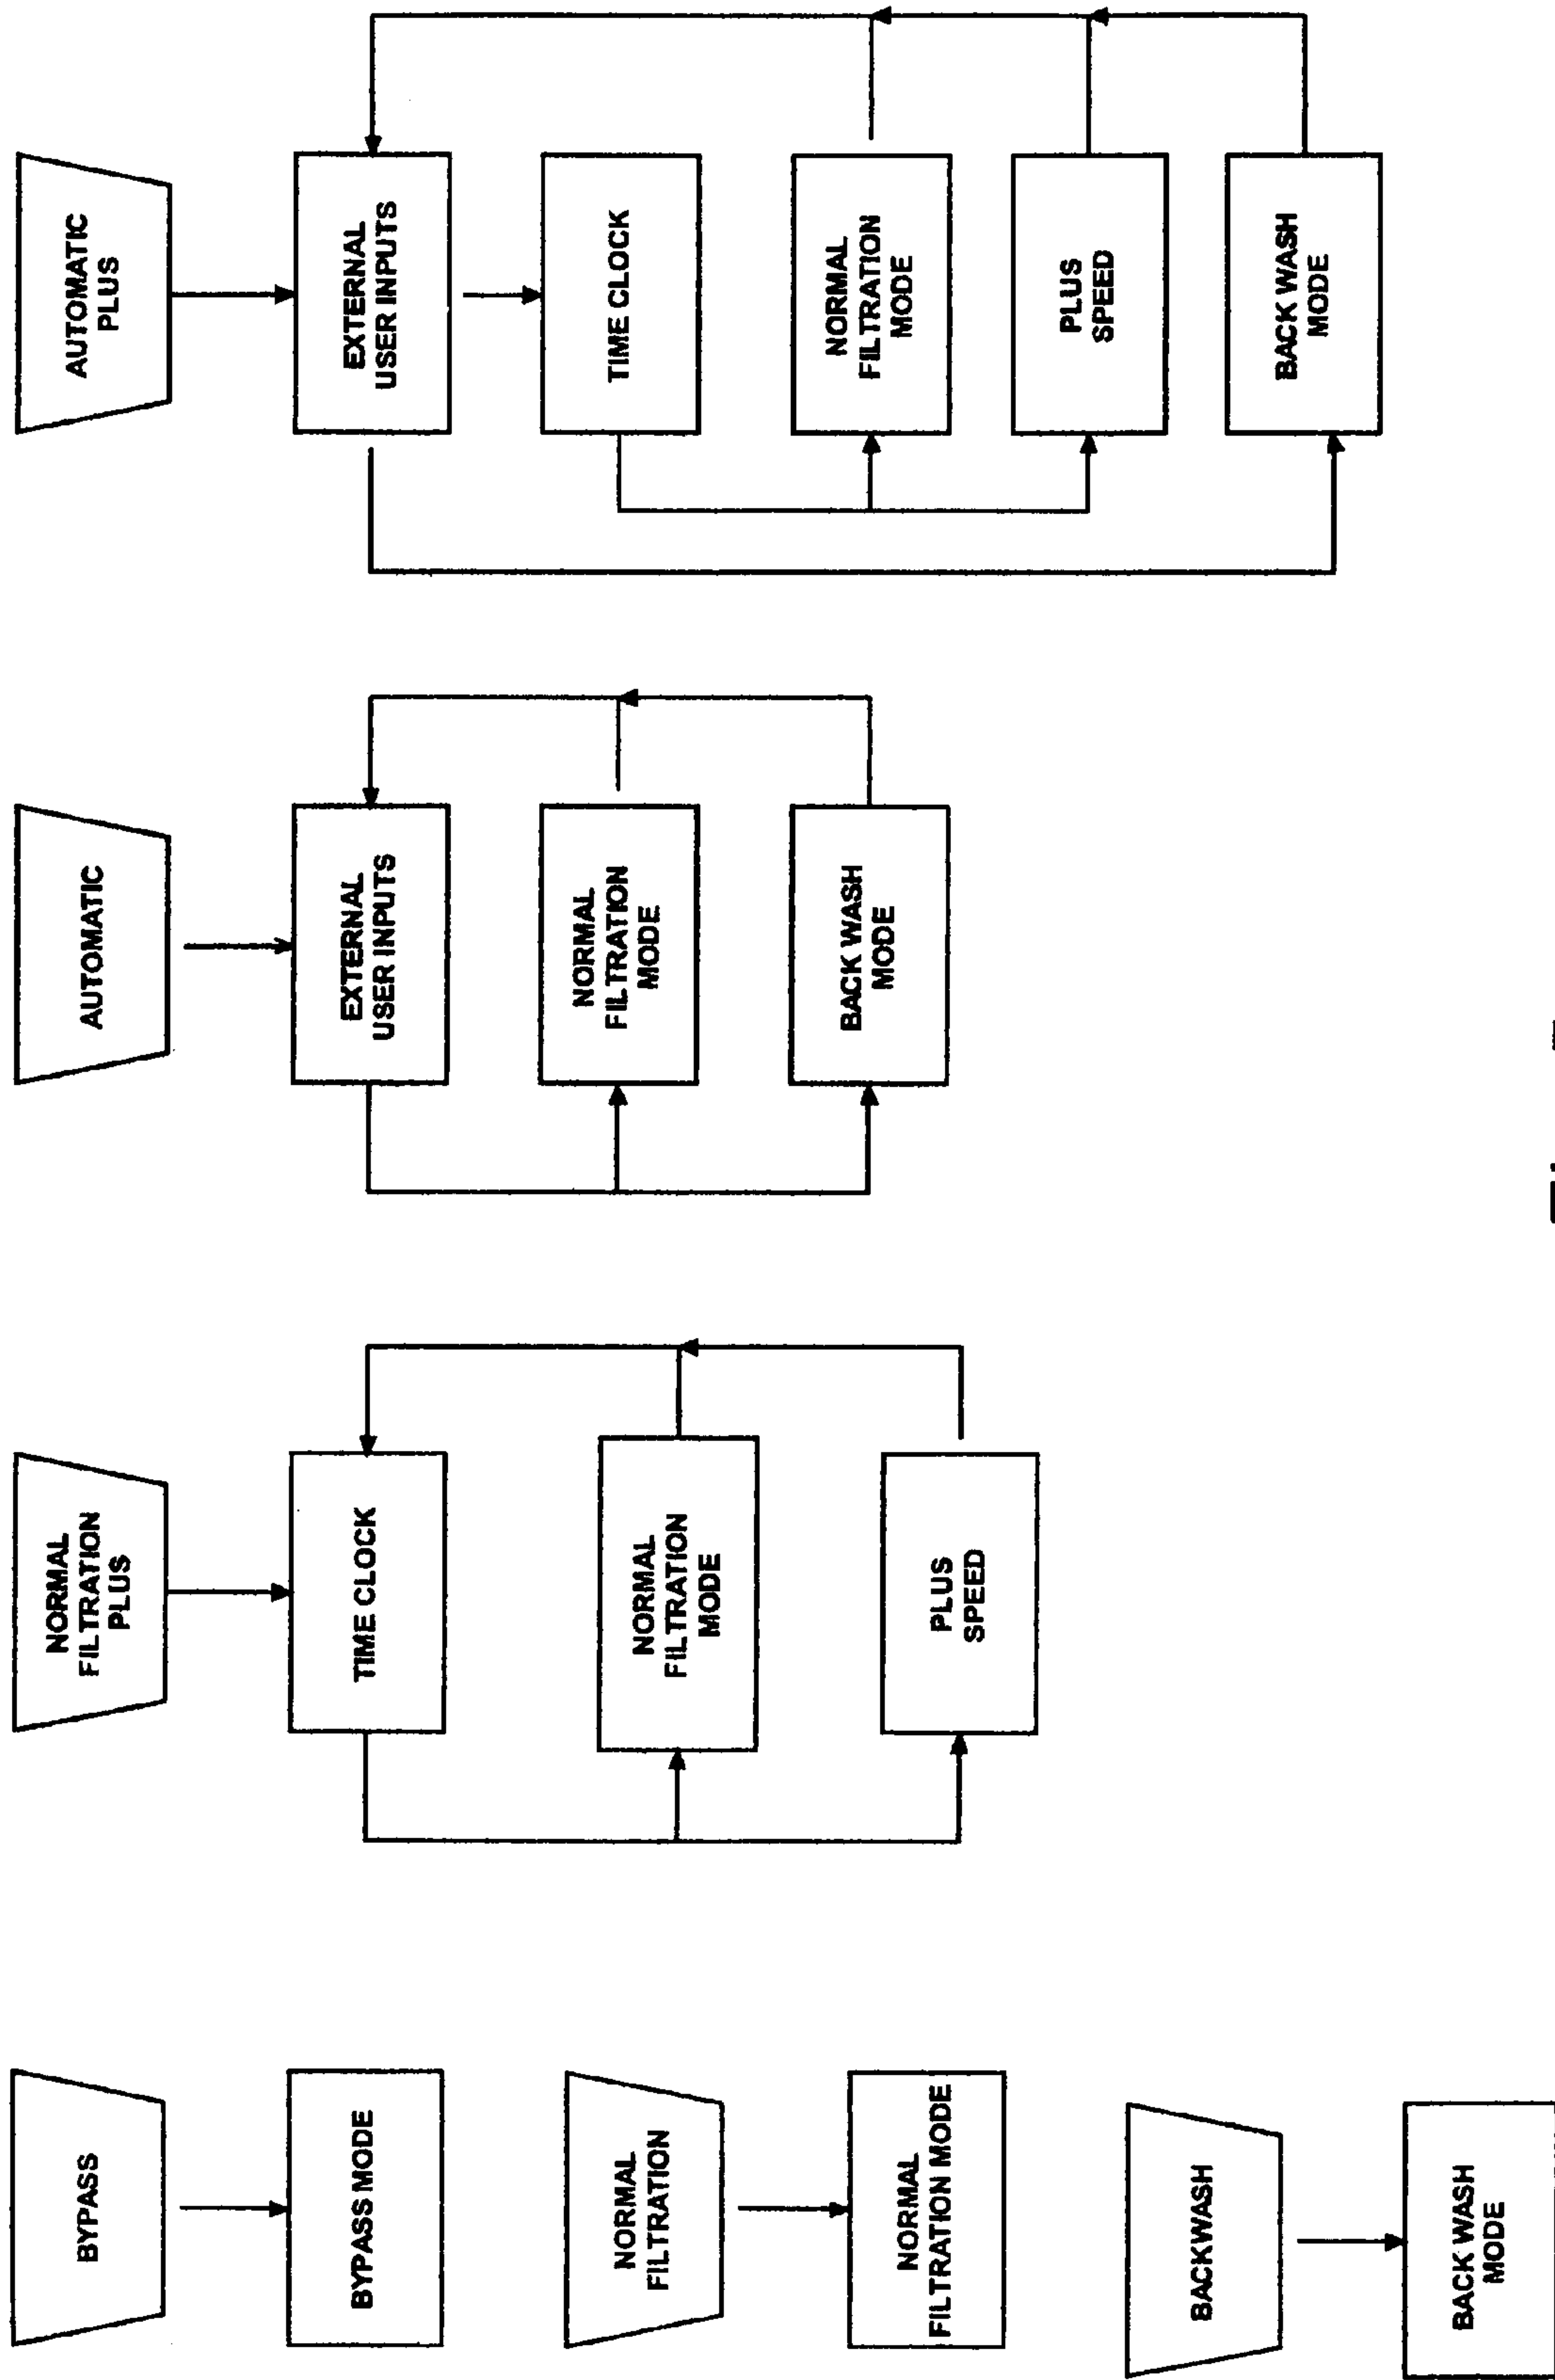 BYPASS
BYPASS MODE
NORMAL
FILTRATION
NORMAL
FILTRATION MODE
BACKWASH
BACK WASH
MODE
NORMAL
FILTRATION
PLUS
TIME CLOCK
NORMAL
FILTRATION
MODE
PLUS
SPEED
AUTOMATIC
EXTERNAL
USER INPUTS
NORMAL
FILTRATION
MODE
BACK WASH
MODE
AUTOMATIC
PLUS
EXTERNAL
USER INPUTS
TIME CLOCK
NORMAL
FILTRATION
MODE
PLUS
SPEED
BACK WASH
MODE